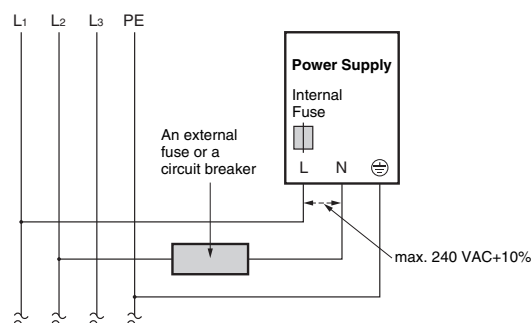 L1 L2 L3 PE
Power Supply
Internal
Fuse
An external
fuse or a
circuit breaker
L N
max. 240 VAC+10%